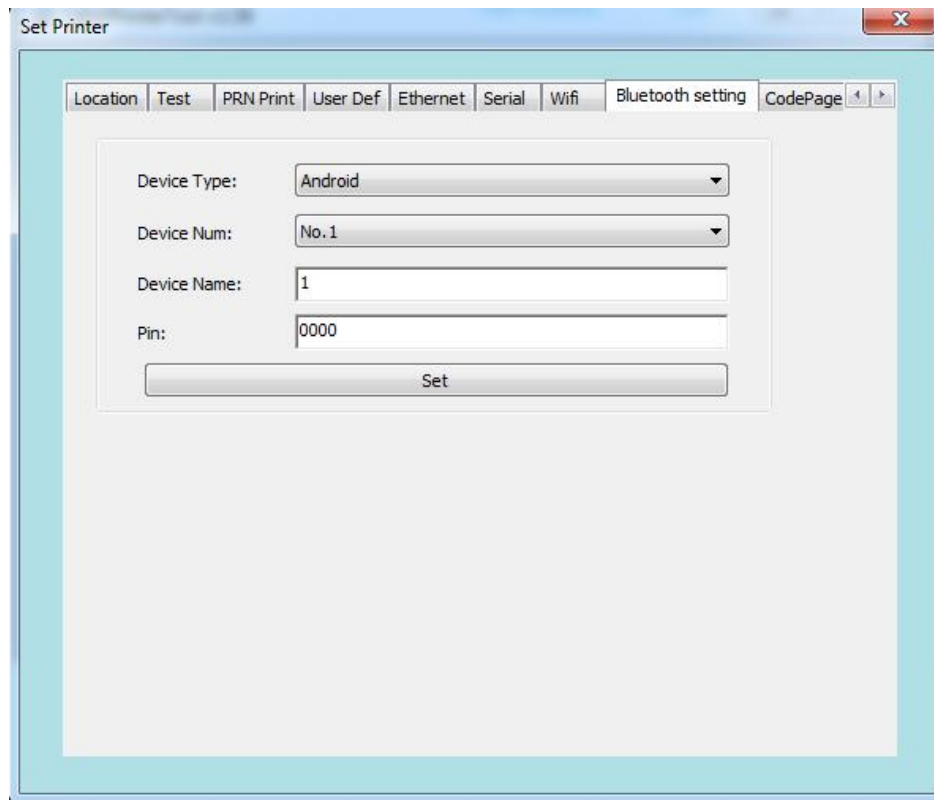 Set Printer
Location Test PRN Print User Def Ethernet Serial Wifi Bluetooth setting CodePage
Device Type: Android
Device Num: No.1
Device Name: 1
Pin: 0000
Set